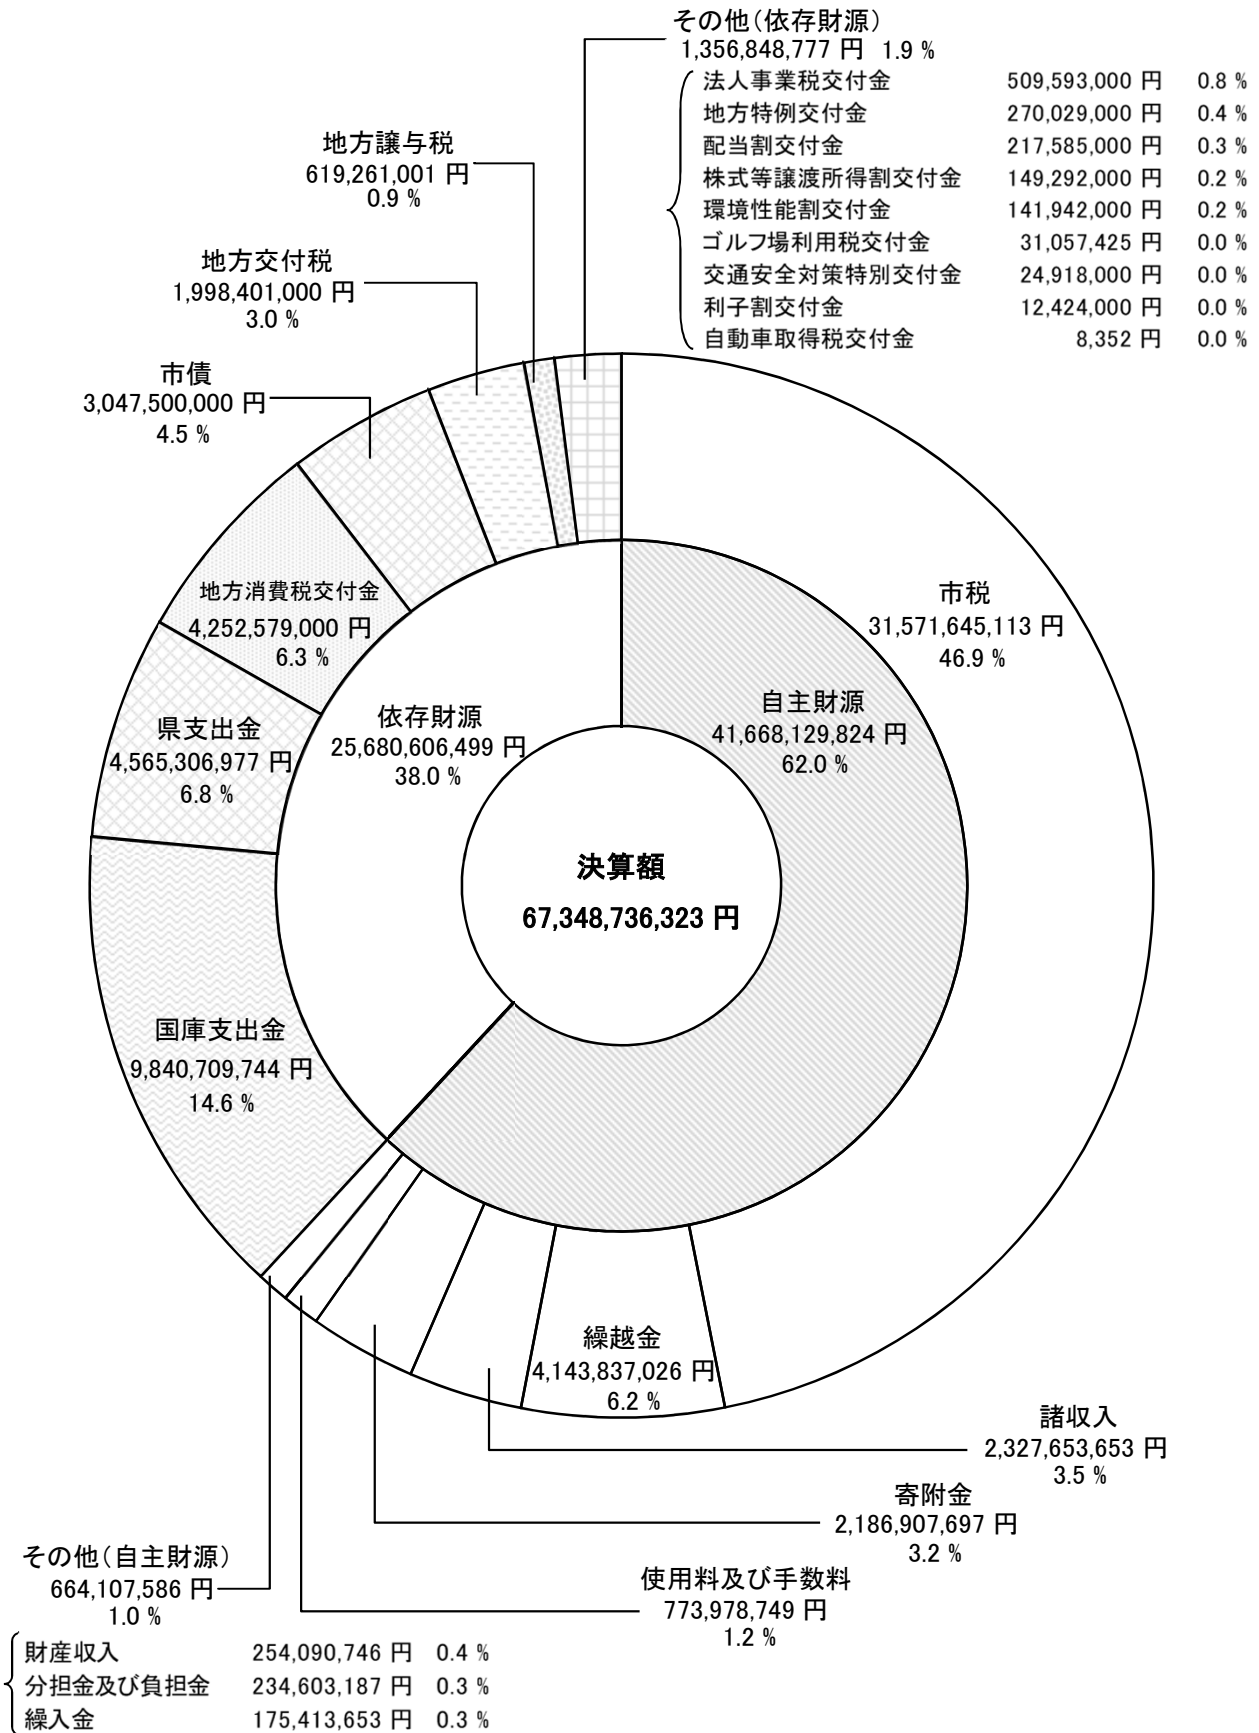 その他（依存財源）
1,356,848,777 円 1.9 %
法人事業税交付金 509,593,000 円 0.8 %
地方特例交付金 270,029,000 円 0.4 %
配当割交付金 217,585,000 円 0.3 %
株式等譲渡所得割交付金 149,292,000 円 0.2 %
環境性能割交付金 141,942,000 円 0.2 %
ゴルフ場利用税交付金 31,057,425 円 0.0 %
交通安全対策特別交付金 24,918,000 円 0.0 %
利子割交付金 12,424,000 円 0.0 %
自動車取得税交付金 8,352 円 0.0 %
地方譲与税
619,261,001 円
0.9 %
地方交付税
1,998,401,000 円
3.0 %
市債
3,047,500,000 円
4.5 %
地方消費税交付金
4,252,579,000 円
6.3 %
県支出金
4,565,306,977 円
6.8 %
国庫支出金
9,840,709,744 円
14.6 %
依存財源
25,680,606,499 円
38.0 %
自主財源
41,668,129,824 円
62.0 %
市税
31,571,645,113 円
46.9 %
決算額
67,348,736,323 円
繰越金
4,143,837,026 円
6.2 %
諸収入
2,327,653,653 円
3.5 %
寄附金
2,186,907,697 円
3.2 %
使用料及び手数料
773,978,749 円
1.2 %
その他（自主財源）
664,107,586 円
1.0 %
財産収入 254,090,746 円 0.4 %
分担金及び負担金 234,603,187 円 0.3 %
繰入金 175,413,653 円 0.3 %